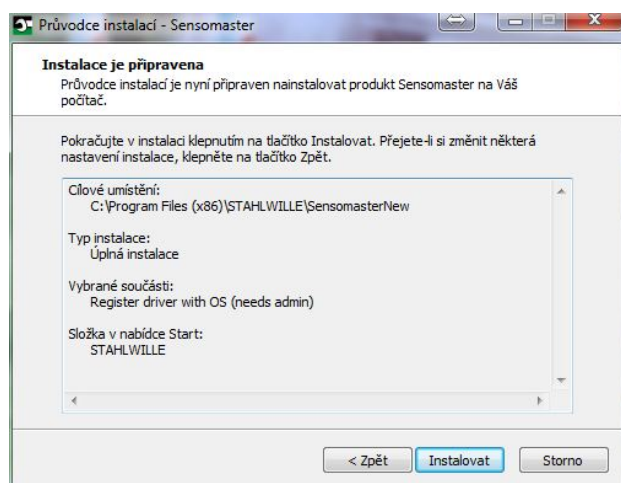 Průvodce instalací - Sensomaster
Instalace je připravena
Průvodce instalací je nyní připraven nainstalovat produkt Sensomaster na Váš
počítač.
Pokračujte v instalaci klepnutím na tlačítko Instalovat. Přejete-li si změnit některá
nastavení instalace, klepněte na tlačítko Zpět.
Cílové umístění:
C:\Program Files (x86)\STAHLWILLE\SensomasterNew
Typ instalace:
Úplná instalace
Vybrané součásti:
Register driver with OS (needs admin)
Složka v nabídce Start:
STAHLWILLE
< Zpět
Instalovat
Storno